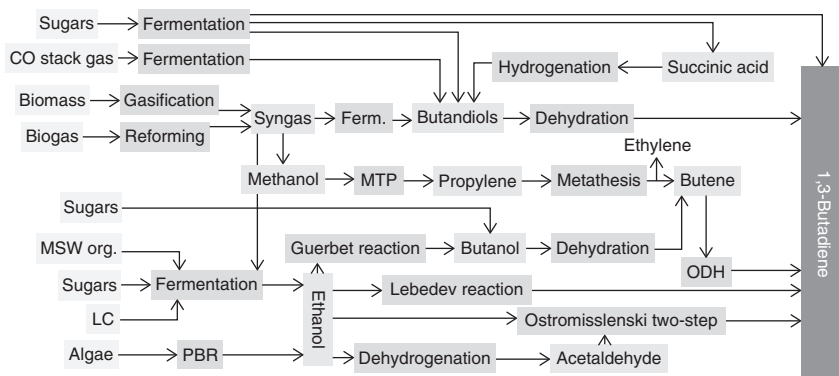 Sugars
Fermentation
CO stack gas
Fermentation
Hydrogenation
Succinic acid
Biomass
Gasification
Biogas
Reforming
Syngas
Ferm.
Butandiols
Dehydration
Ethylene
Methanol
MTP
Propylene
Metathesis
Butene
Sugars
MSW org.
Guerbet reaction
Butanol
Dehydration
ODH
Sugars
Fermentation
Ethanol
Lebedev reaction
LC
Ostromisslenski two-step
Algae
PBR
Dehydrogenation
Acetaldehyde
1,3-Butadiene